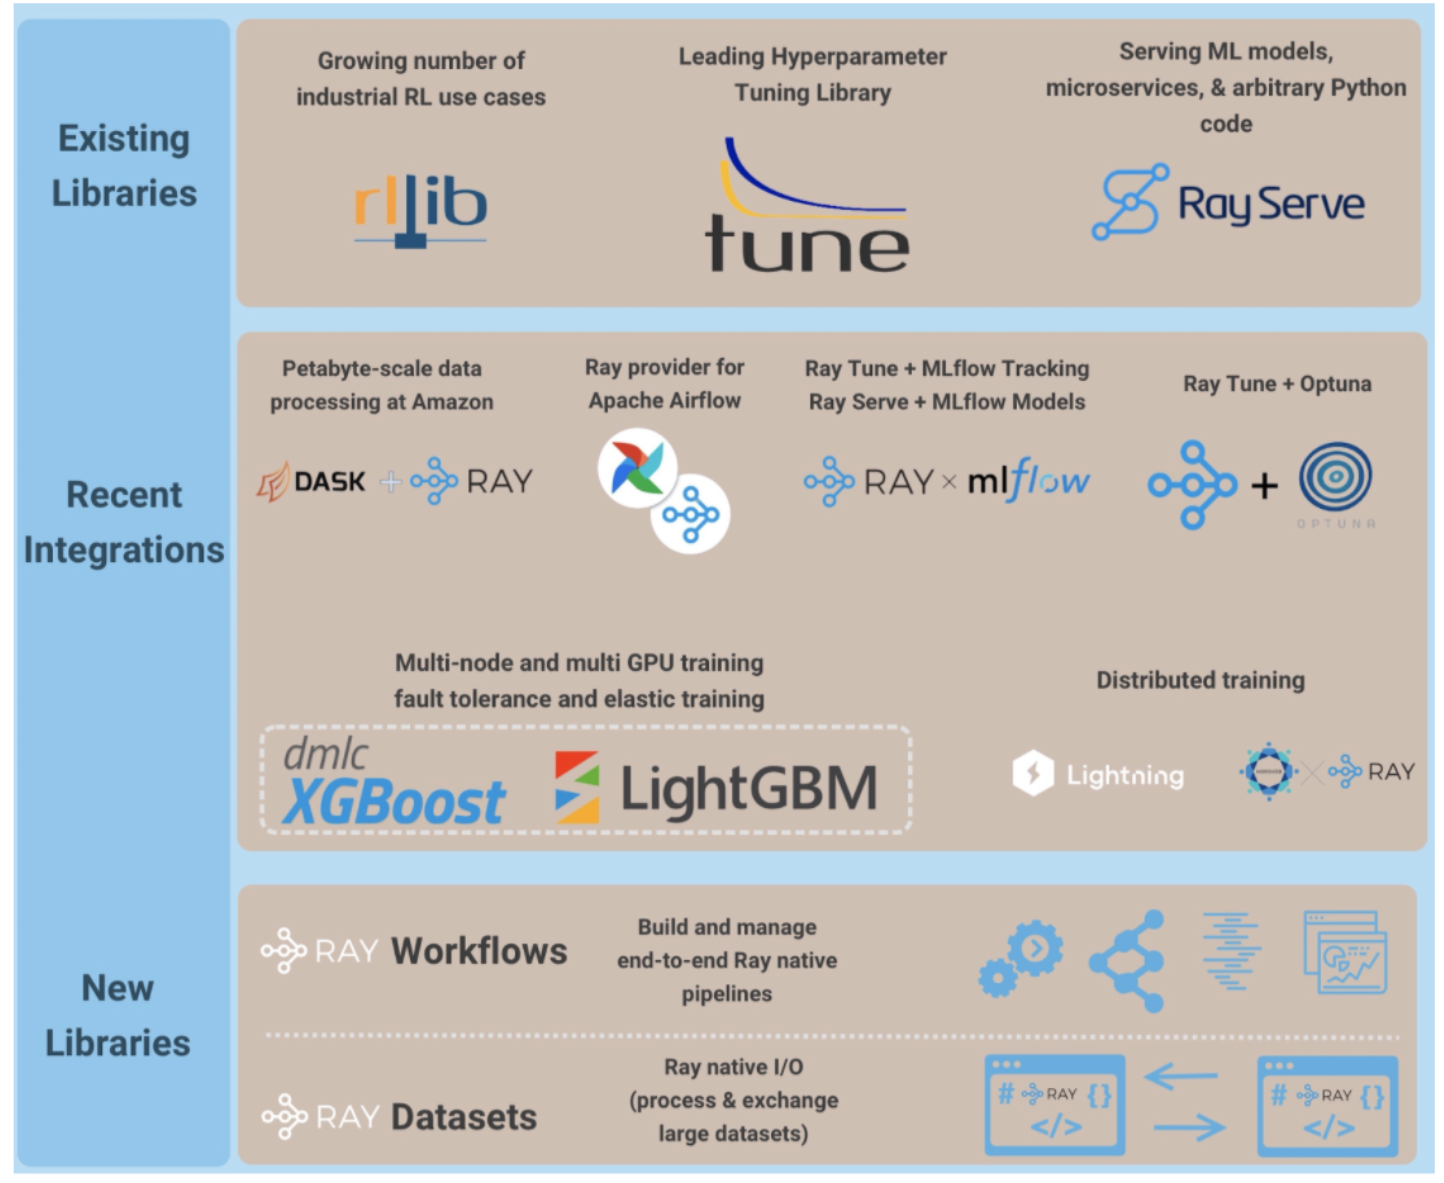 Existing
Libraries
Growing number of
industrial RL use cases
rllib
Leading Hyperparameter
Tuning Library
tune
Serving ML models,
microservices, & arbitrary Python
code
Ray Serve
Recent
Integrations
Petabyte-scale data
processing at Amazon
DASK + RAY
Ray provider for
Apache Airflow
Ray Tune + MLflow Tracking
Ray Serve + MLflow Models
RAY × mlflow
Ray Tune + Optuna
+
OPTUNA
Multi-node and multi GPU training
fault tolerance and elastic training
dmlc
XGBoost
LightGBM
Distributed training
Lightning
RAY
New
Libraries
RAY Workflows
Build and manage
end-to-end Ray native
pipelines
RAY Datasets
Ray native I/O
(process & exchange
large datasets)
# RAY {}
</>
# RAY {}
</>